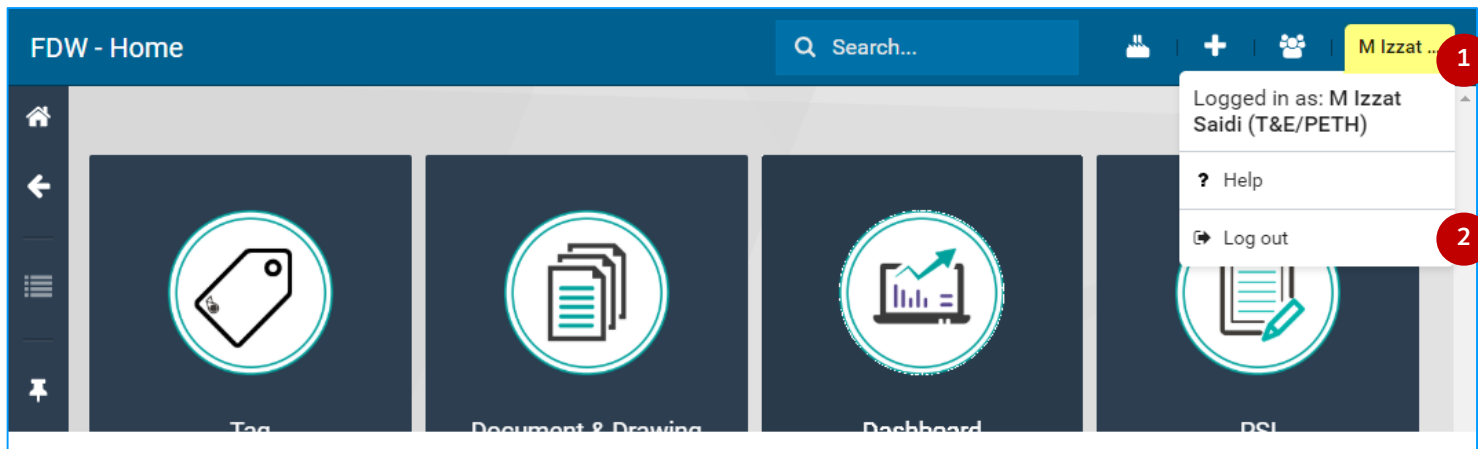 FDW - Home
Search...
M Izzat ...
1
Logged in as: M Izzat
Saidi (T&E/PETH)
? Help
Log out
2
Tag
Document & Drawing
Dashboard
PSI